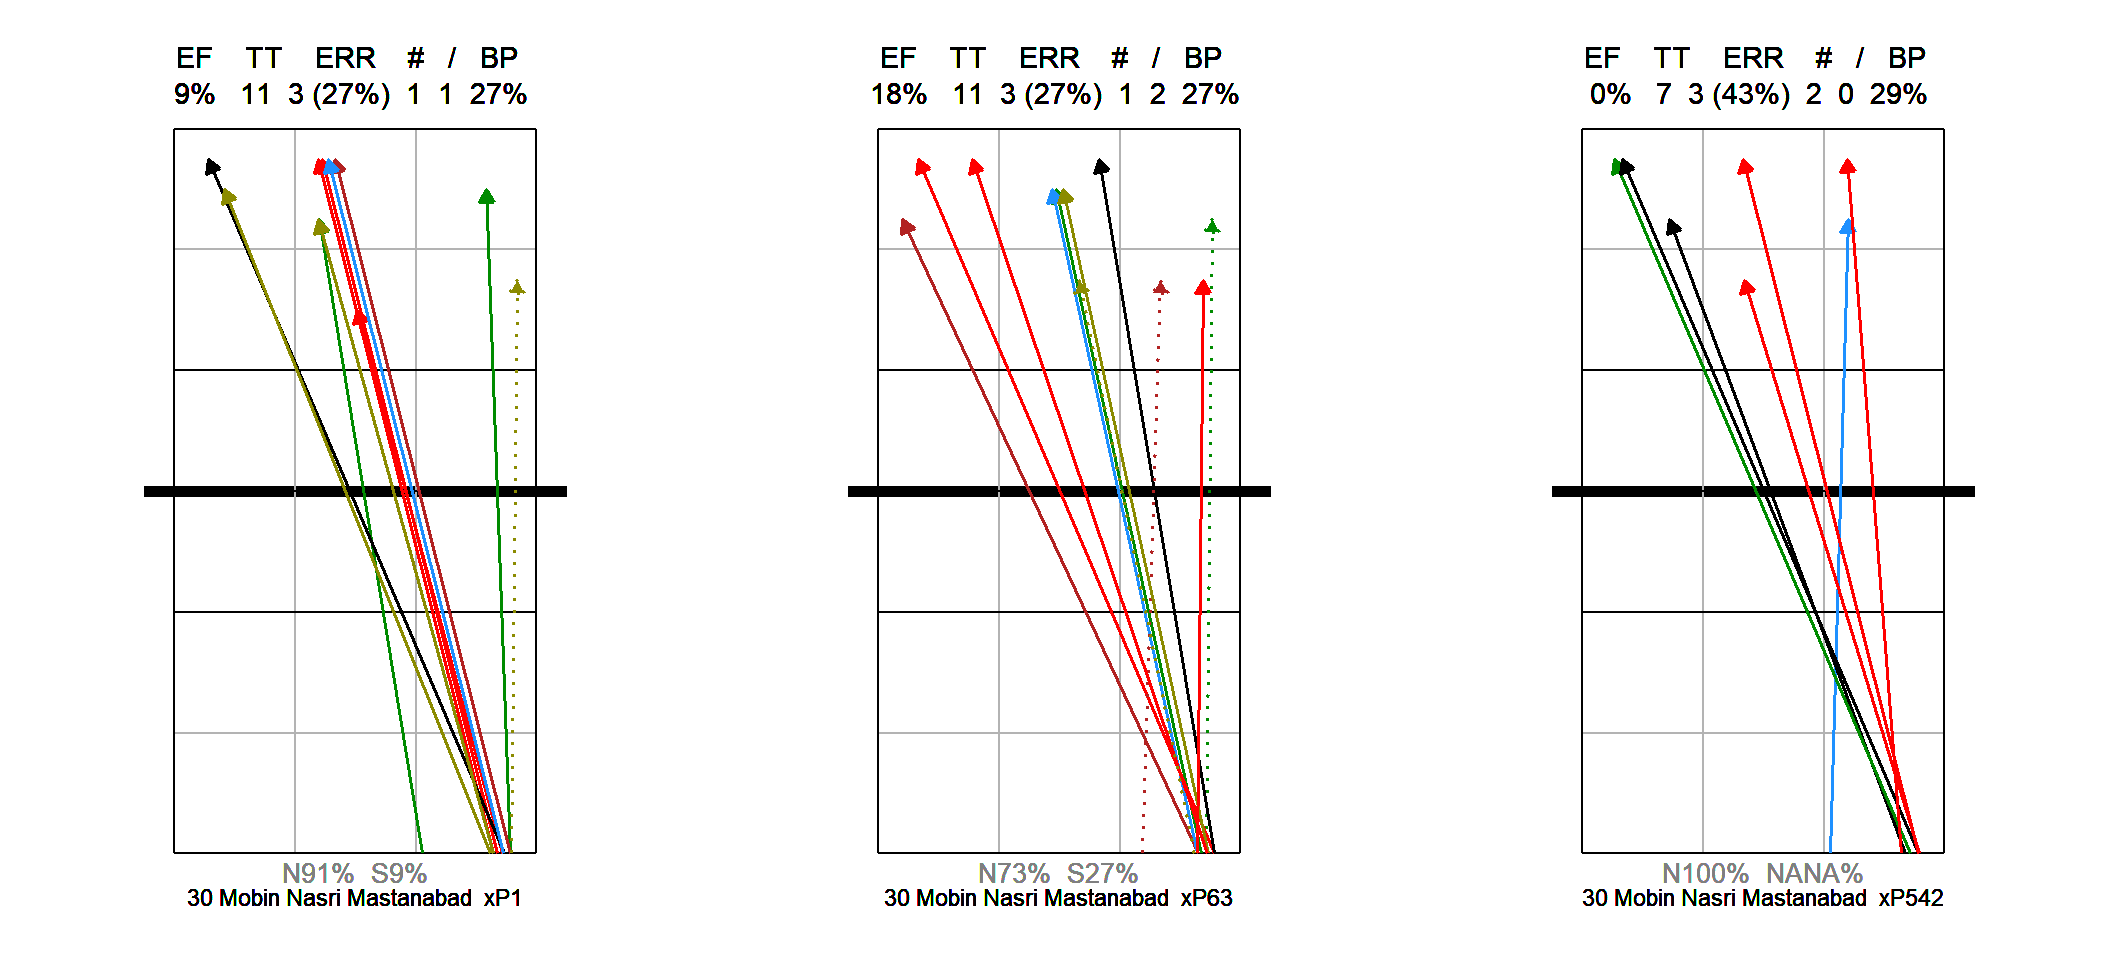 EF TT ERR # / BP
9% 11 3 (27%) 1 1 27%
N91% S9%
30 Mobin Nasri Mastanabad xP1
EF TT ERR # / BP
18% 11 3 (27%) 1 2 27%
N73% S27%
30 Mobin Nasri Mastanabad xP63
EF TT ERR # / BP
0% 7 3 (43%) 2 0 29%
N100% NANA%
30 Mobin Nasri Mastanabad xP542